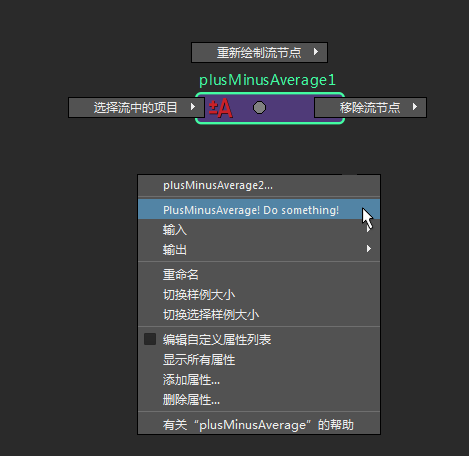 重新绘制流节点
plusMinusAverage1
选择流中的项目
±A
移除流节点
plusMinusAverage2...
PlusMinusAverage! Do something!
输入
输出
重命名
切换样例大小
切换选择样例大小
编辑自定义属性列表
显示所有属性
添加属性...
删除属性...
有关“plusMinusAverage”的帮助